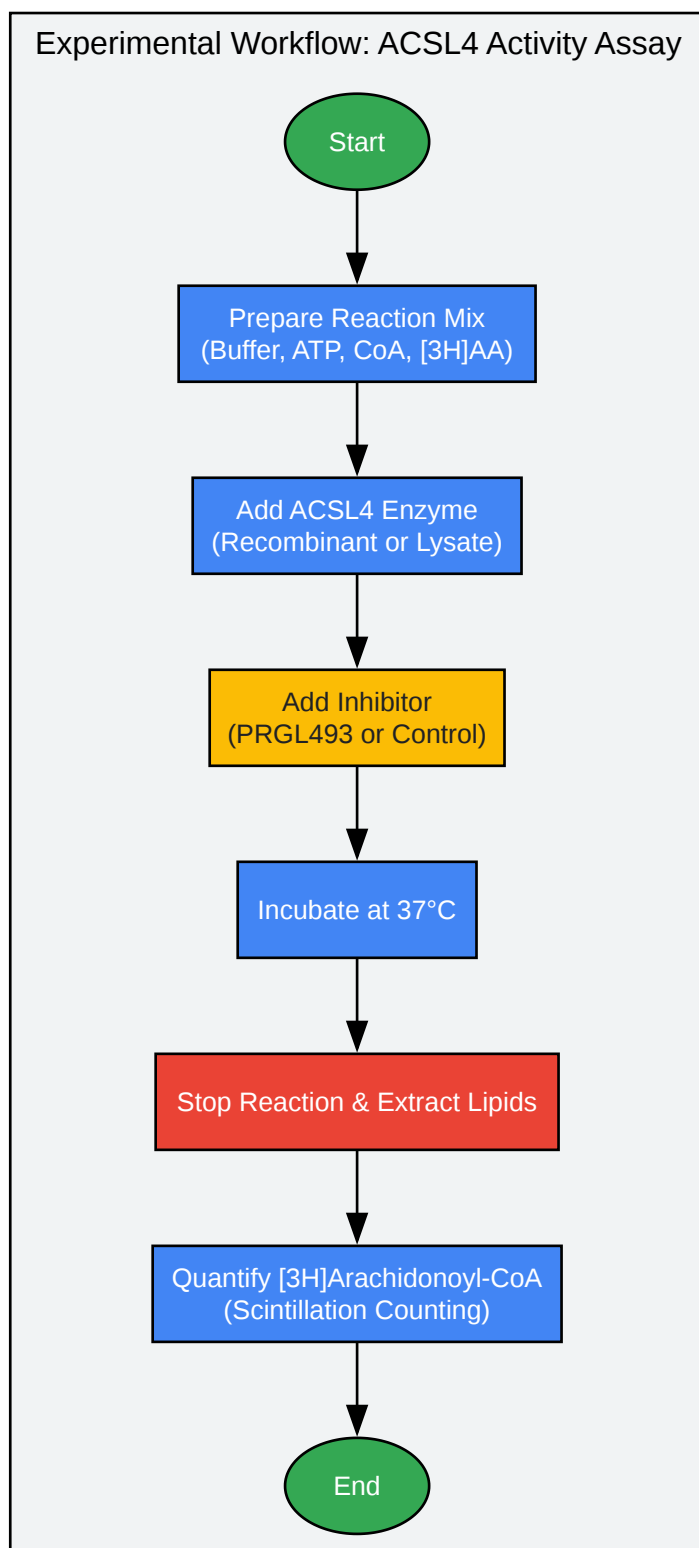 Experimental Workflow: ACSL4 Activity Assay
Start
Prepare Reaction Mix
(Buffer, ATP, CoA, [3H]AA)
Add ACSL4 Enzyme
(Recombinant or Lysate)
Add Inhibitor
(PRGL493 or Control)
Incubate at 37°C
Stop Reaction & Extract Lipids
Quantify [3H]Arachidonoyl-CoA
(Scintillation Counting)
End